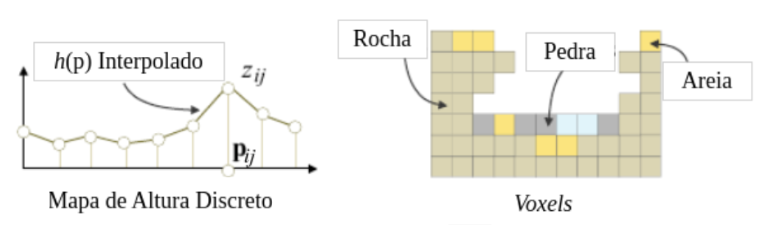 h(p) Interpolado
z_ij
p_ij
Mapa de Altura Discreto
Rocha
Pedra
Areia
Voxels